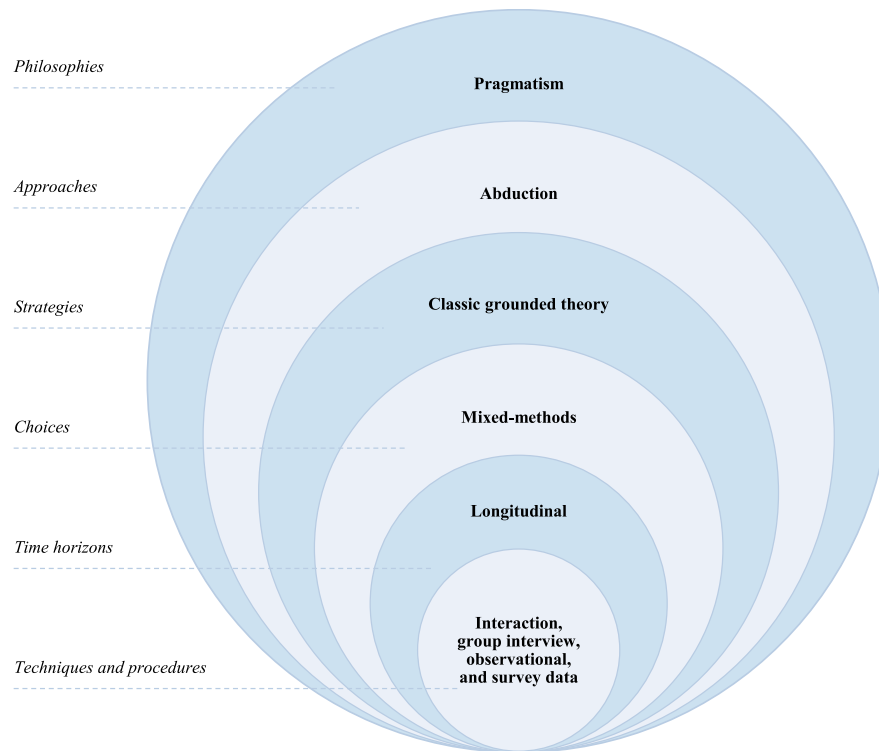 Philosophies
Pragmatism
Approaches
Abduction
Strategies
Classic grounded theory
Choices
Mixed-methods
Time horizons
Longitudinal
Techniques and procedures
Interaction,
group interview,
observational,
and survey data